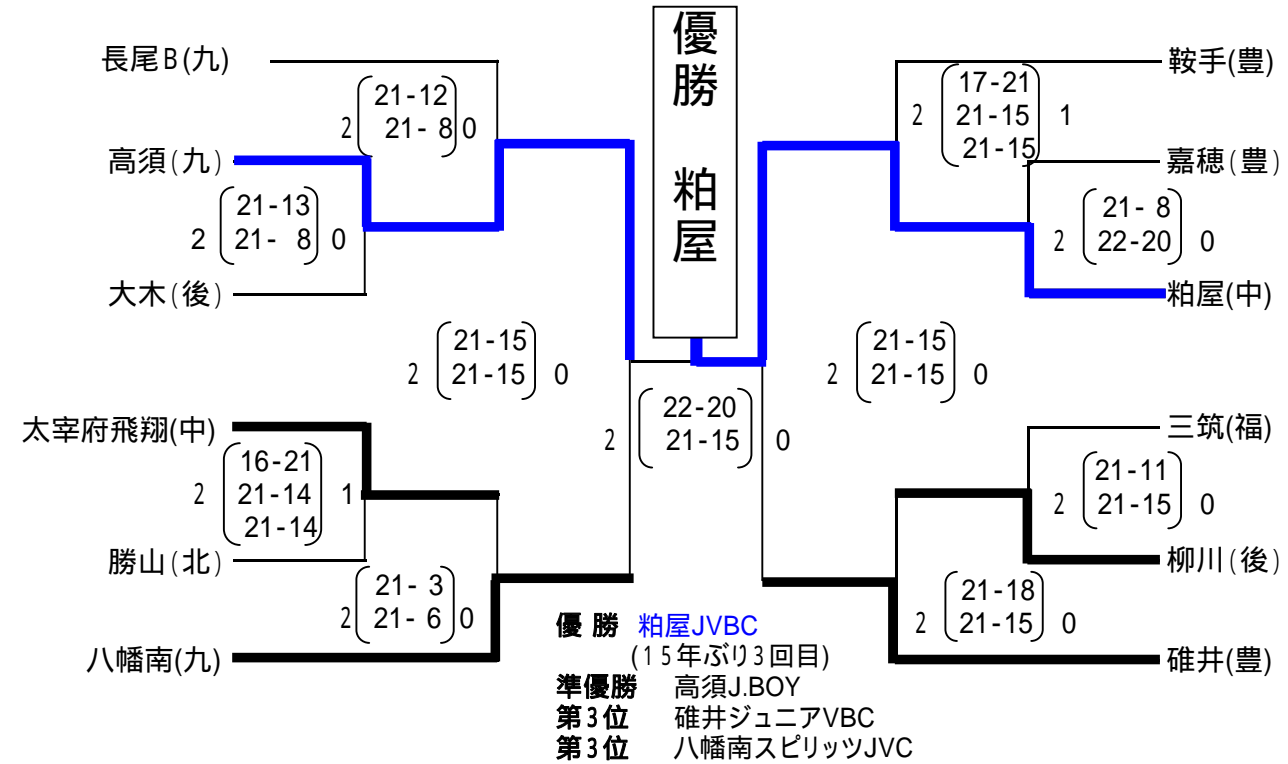 優勝 粕屋
長尾B(九)
2 21-12 0
21- 8
高須(九)
2 21-13 0
21- 8
大木(後)
2 21-15 0
21-15
太宰府飛翔(中)
2 16-21 1
21-14
21-14
勝山(北)
2 21- 3 0
21- 6
八幡南(九)
鞍手(豊)
2 17-21 1
21-15
21-15
嘉穂(豊)
2 21- 8 0
22-20
粕屋(中)
2 21-15 0
21-15
2 22-20 0
21-15
三筑(福)
2 21-11 0
21-15
柳川(後)
2 21-18 0
21-15
碓井(豊)
優 勝 粕屋JVBC
(15年ぶり3回目)
準優勝 高須J.BOY
第3位 碓井ジュニアVBC
第3位 八幡南スピリッツJVC